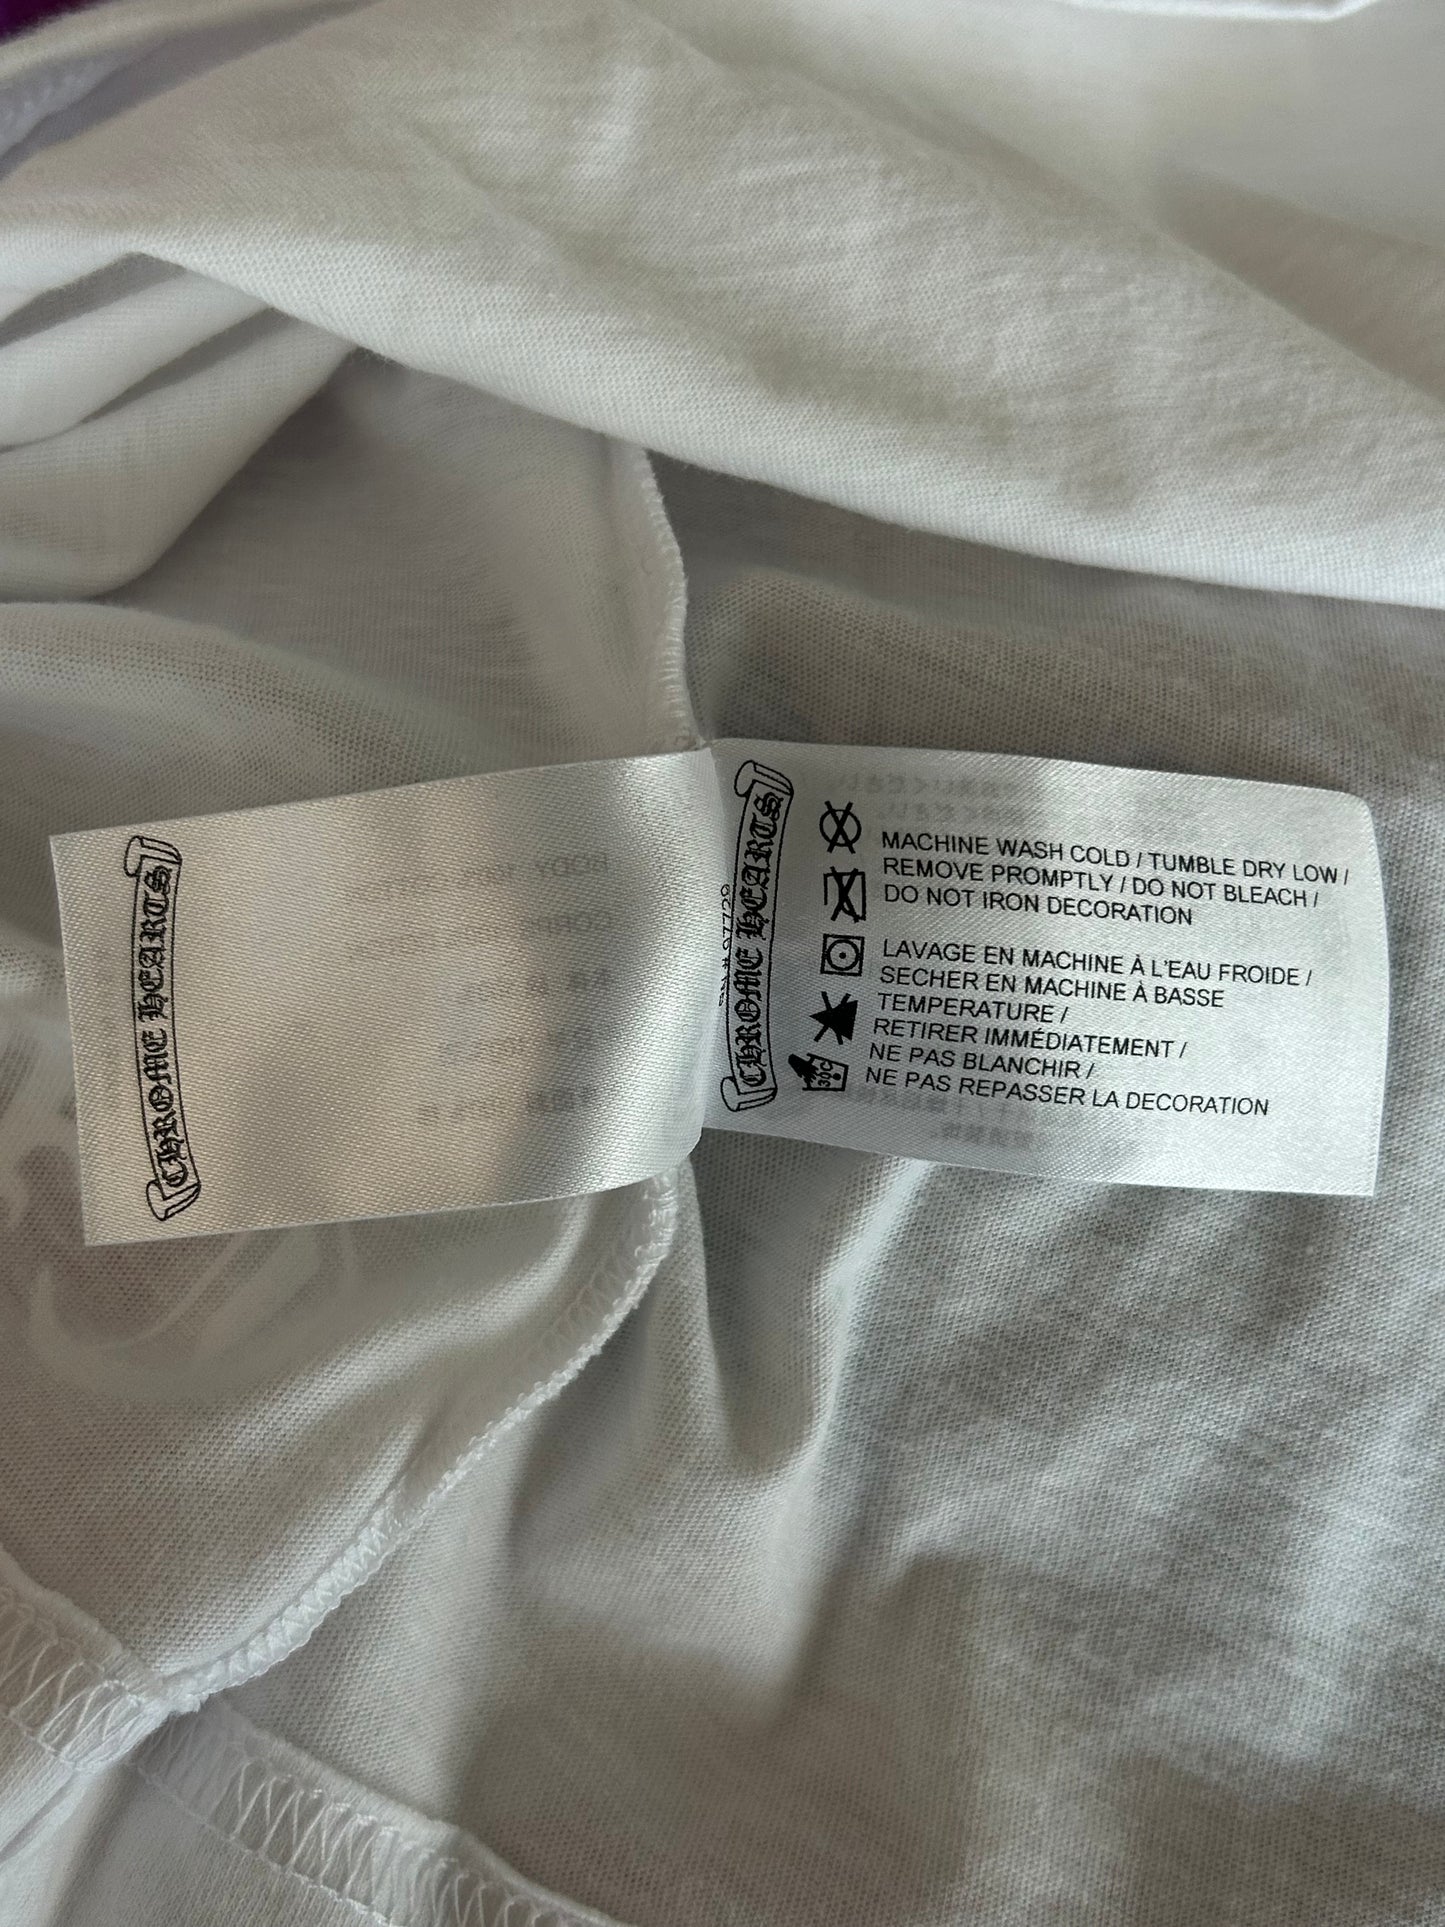 CHROME HEARTS
CHROME HEARTS
MACHINE WASH COLD / TUMBLE DRY LOW /
REMOVE PROMPTLY / DO NOT BLEACH /
DO NOT IRON DECORATION
LAVAGE EN MACHINE À L'EAU FROIDE /
SECHER EN MACHINE À BASSE
TEMPERATURE /
RETIRER IMMÉDIATEMENT /
NE PAS BLANCHIR /
NE PAS REPASSER LA DECORATION
30C